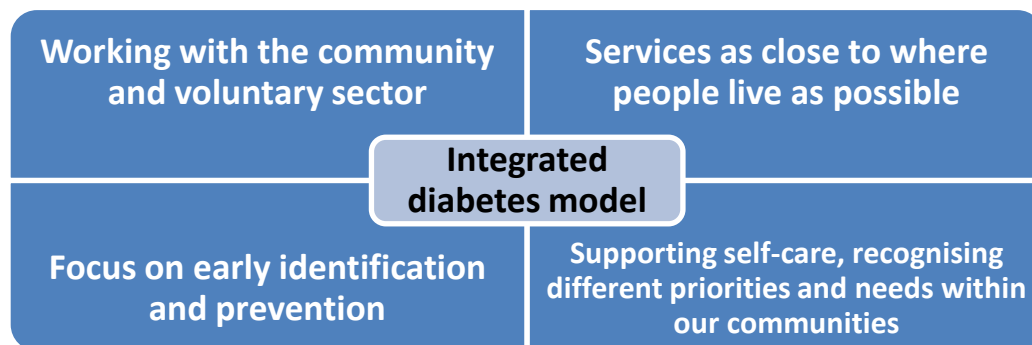 Working with the community
and voluntary sector
Services as close to where
people live as possible
Integrated
diabetes model
Focus on early identification
and prevention
Supporting self-care, recognising
different priorities and needs within
our communities